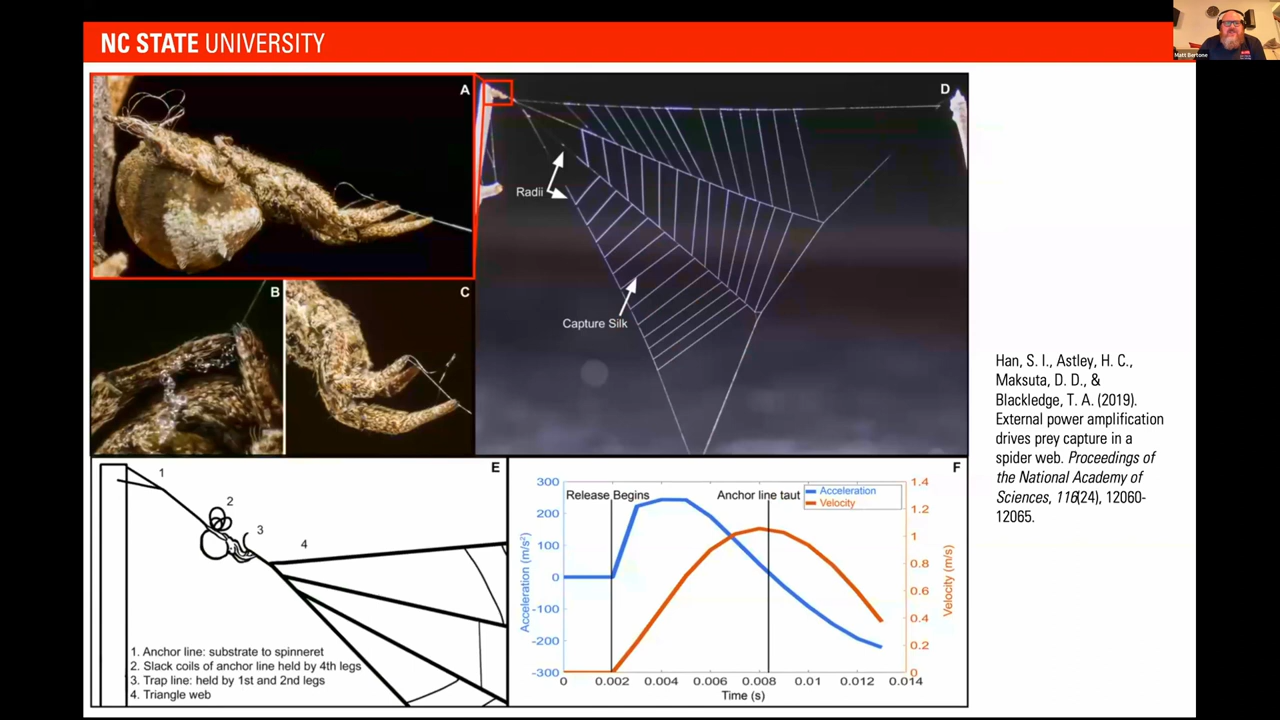 NC STATE UNIVERSITY
Matt Bertone
A
D
Radii
B
C
Capture Silk
Han, S. I., Astley, H. C.,
Maksuta, D. D., &
Blackledge, T. A. (2019).
External power amplification
drives prey capture in a
spider web. Proceedings of
the National Academy of
Sciences, 116(24), 12060-
12065.
E
1
2
3
4
1. Anchor line: substrate to spinneret
2. Slack coils of anchor line held by 4th legs
3. Trap line: held by 1st and 2nd legs
4. Triangle web
F
Release Begins
Anchor line taut
Acceleration
Velocity
Acceleration (m/s²)
300
200
100
0
-100
-200
-300
1.4
1.2
1
0.8
0.6
0.4
0.2
0
Velocity (m/s)
0 0.002 0.004 0.006 0.008 0.01 0.012 0.014
Time (s)